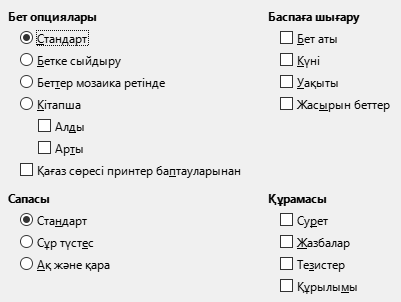 Бет опциялары
Стандарт
Бетке сыйдыру
Беттер мозаика ретінде
Кітапша
Алды
Арты
Қағаз сөресі принтер баптауларынан
Баспаға шығару
Бет аты
Күні
Уақыты
Жасырын беттер
Сапасы
Стандарт
Сұр түстес
Ақ және қара
Құрамасы
Сурет
Жазбалар
Тезистер
Құрылымы